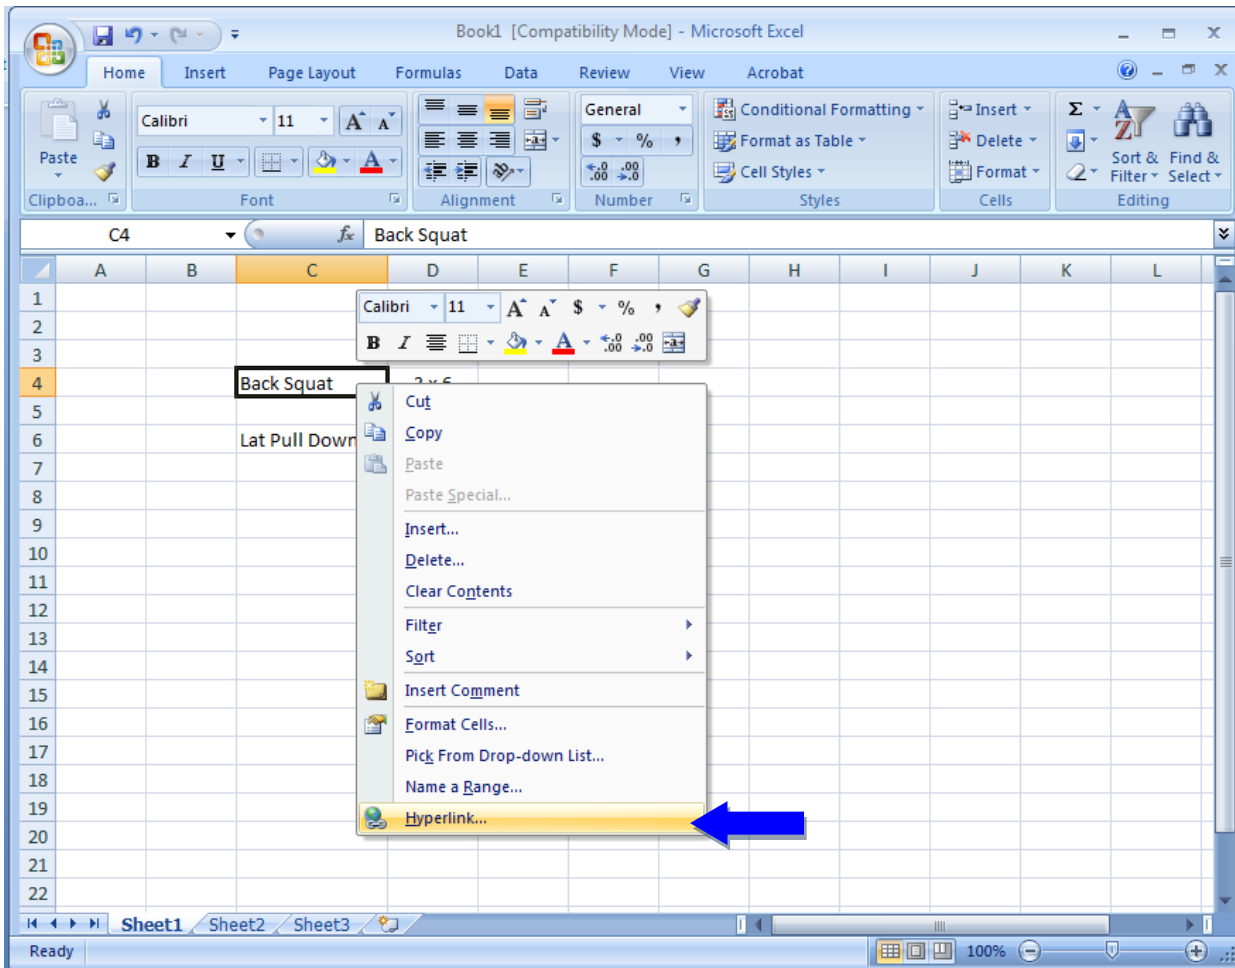 Book1 [Compatibility Mode] - Microsoft Excel
Home Insert Page Layout Formulas Data Review View Acrobat
Calibri 11 A A General Conditional Formatting Insert Σ
Paste B I U A $ % , Format as Table Delete Sort & Find &
.00 .0 Cell Styles Format Filter Select
Clipboa... Font Alignment Number Styles Cells Editing
C4 fx Back Squat
A B C D E F G H I J K L
1
2
3
4 Back Squat
5
6 Lat Pull Down
7
8
9
10
11
12
13
14
15
16
17
18
19
20
21
22
Calibri 11 A A $ % ,
B I A .00 .0
Cut
Copy
Paste
Paste Special...
Insert...
Delete...
Clear Contents
Filter
Sort
Insert Comment
Format Cells...
Pick From Drop-down List...
Name a Range...
Hyperlink...
Sheet1 Sheet2 Sheet3
Ready 100%